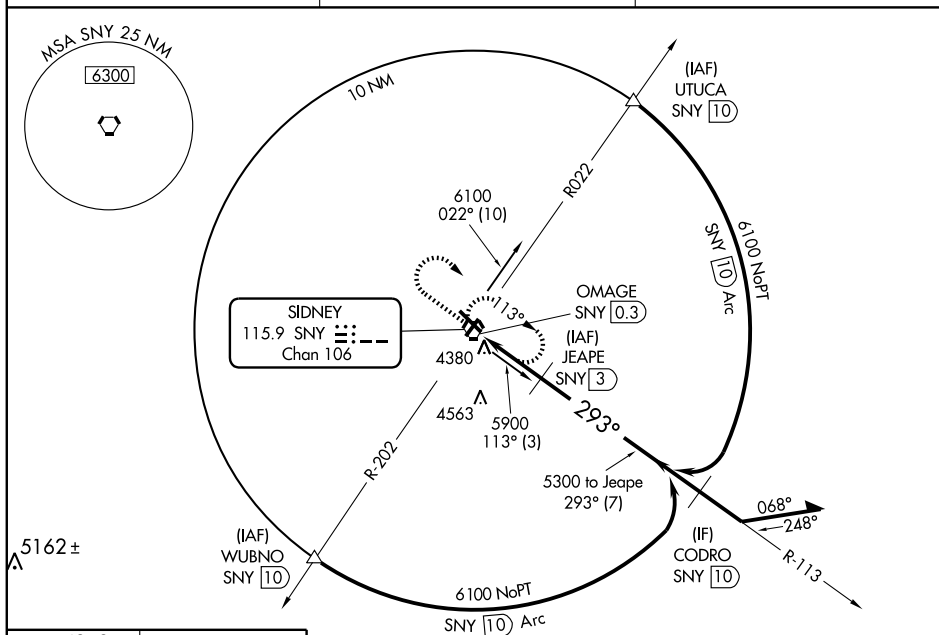 MSA SNY 25 NM
6300
10 NM
(IAF)
UTUCA
SNY 10
R022
6100
022° (10)
6100 NoPT
SNY 10 Arc
113°
OMAGE
SNY 0.3
SIDNEY
115.9 SNY
Chan 106
(IAF)
JEAPE
SNY 3
4380
4563
5900
113° (3)
293°
R-202
5300 to Jeape
293° (7)
068°
248°
(IF)
CODRO
SNY 10
R-113
5162 ±
(IAF)
WUBNO
SNY 10
6100 NoPT
SNY 10 Arc